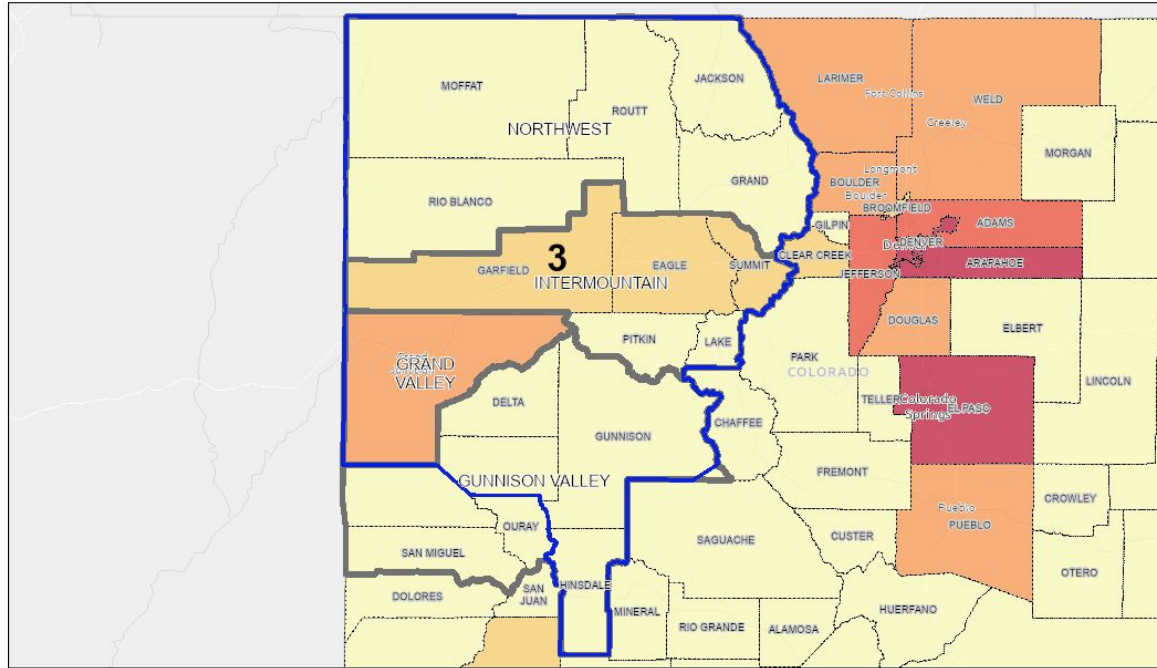 LARIMER
Fort Collins
JACKSON
MOFFAT
WELD
ROUTT
Greeley
NORTHWEST
MORGAN
Longmont
GRAND
BOULDER
Boulder
RIO BLANCO
BROOMFIELD
GILPIN
ADAMS
DENVER
3
CLEAR CREEK
GARFIELD
EAGLE
SUMMIT
ARAPAHOE
JEFFERSON
INTERMOUNTAIN
DOUGLAS
ELBERT
PITKIN
LAKE
PARK
GRAND
VALLEY
COLORADO
LINCOLN
DELTA
TELLER
Colorado
Springs
EL PASO
CHAFFEE
GUNNISON
FREMONT
GUNNISON VALLEY
CROWLEY
Pueblo
PUEBLO
OURAY
CUSTER
SAGUACHE
SAN MIGUEL
OTERO
HINSDALE
DOLORES
SAN
JUAN
MINERAL
HUERFANO
RIO GRANDE
ALAMOSA